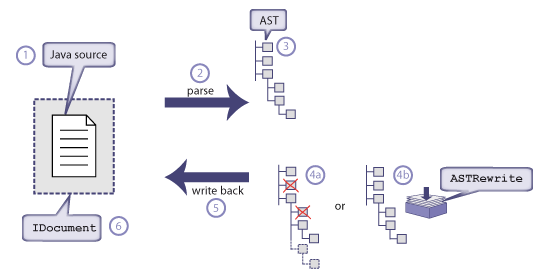 AST
1
Java source
3
2
parse
4a
4b
ASTRewrite
write back
or
5
IDocument
6